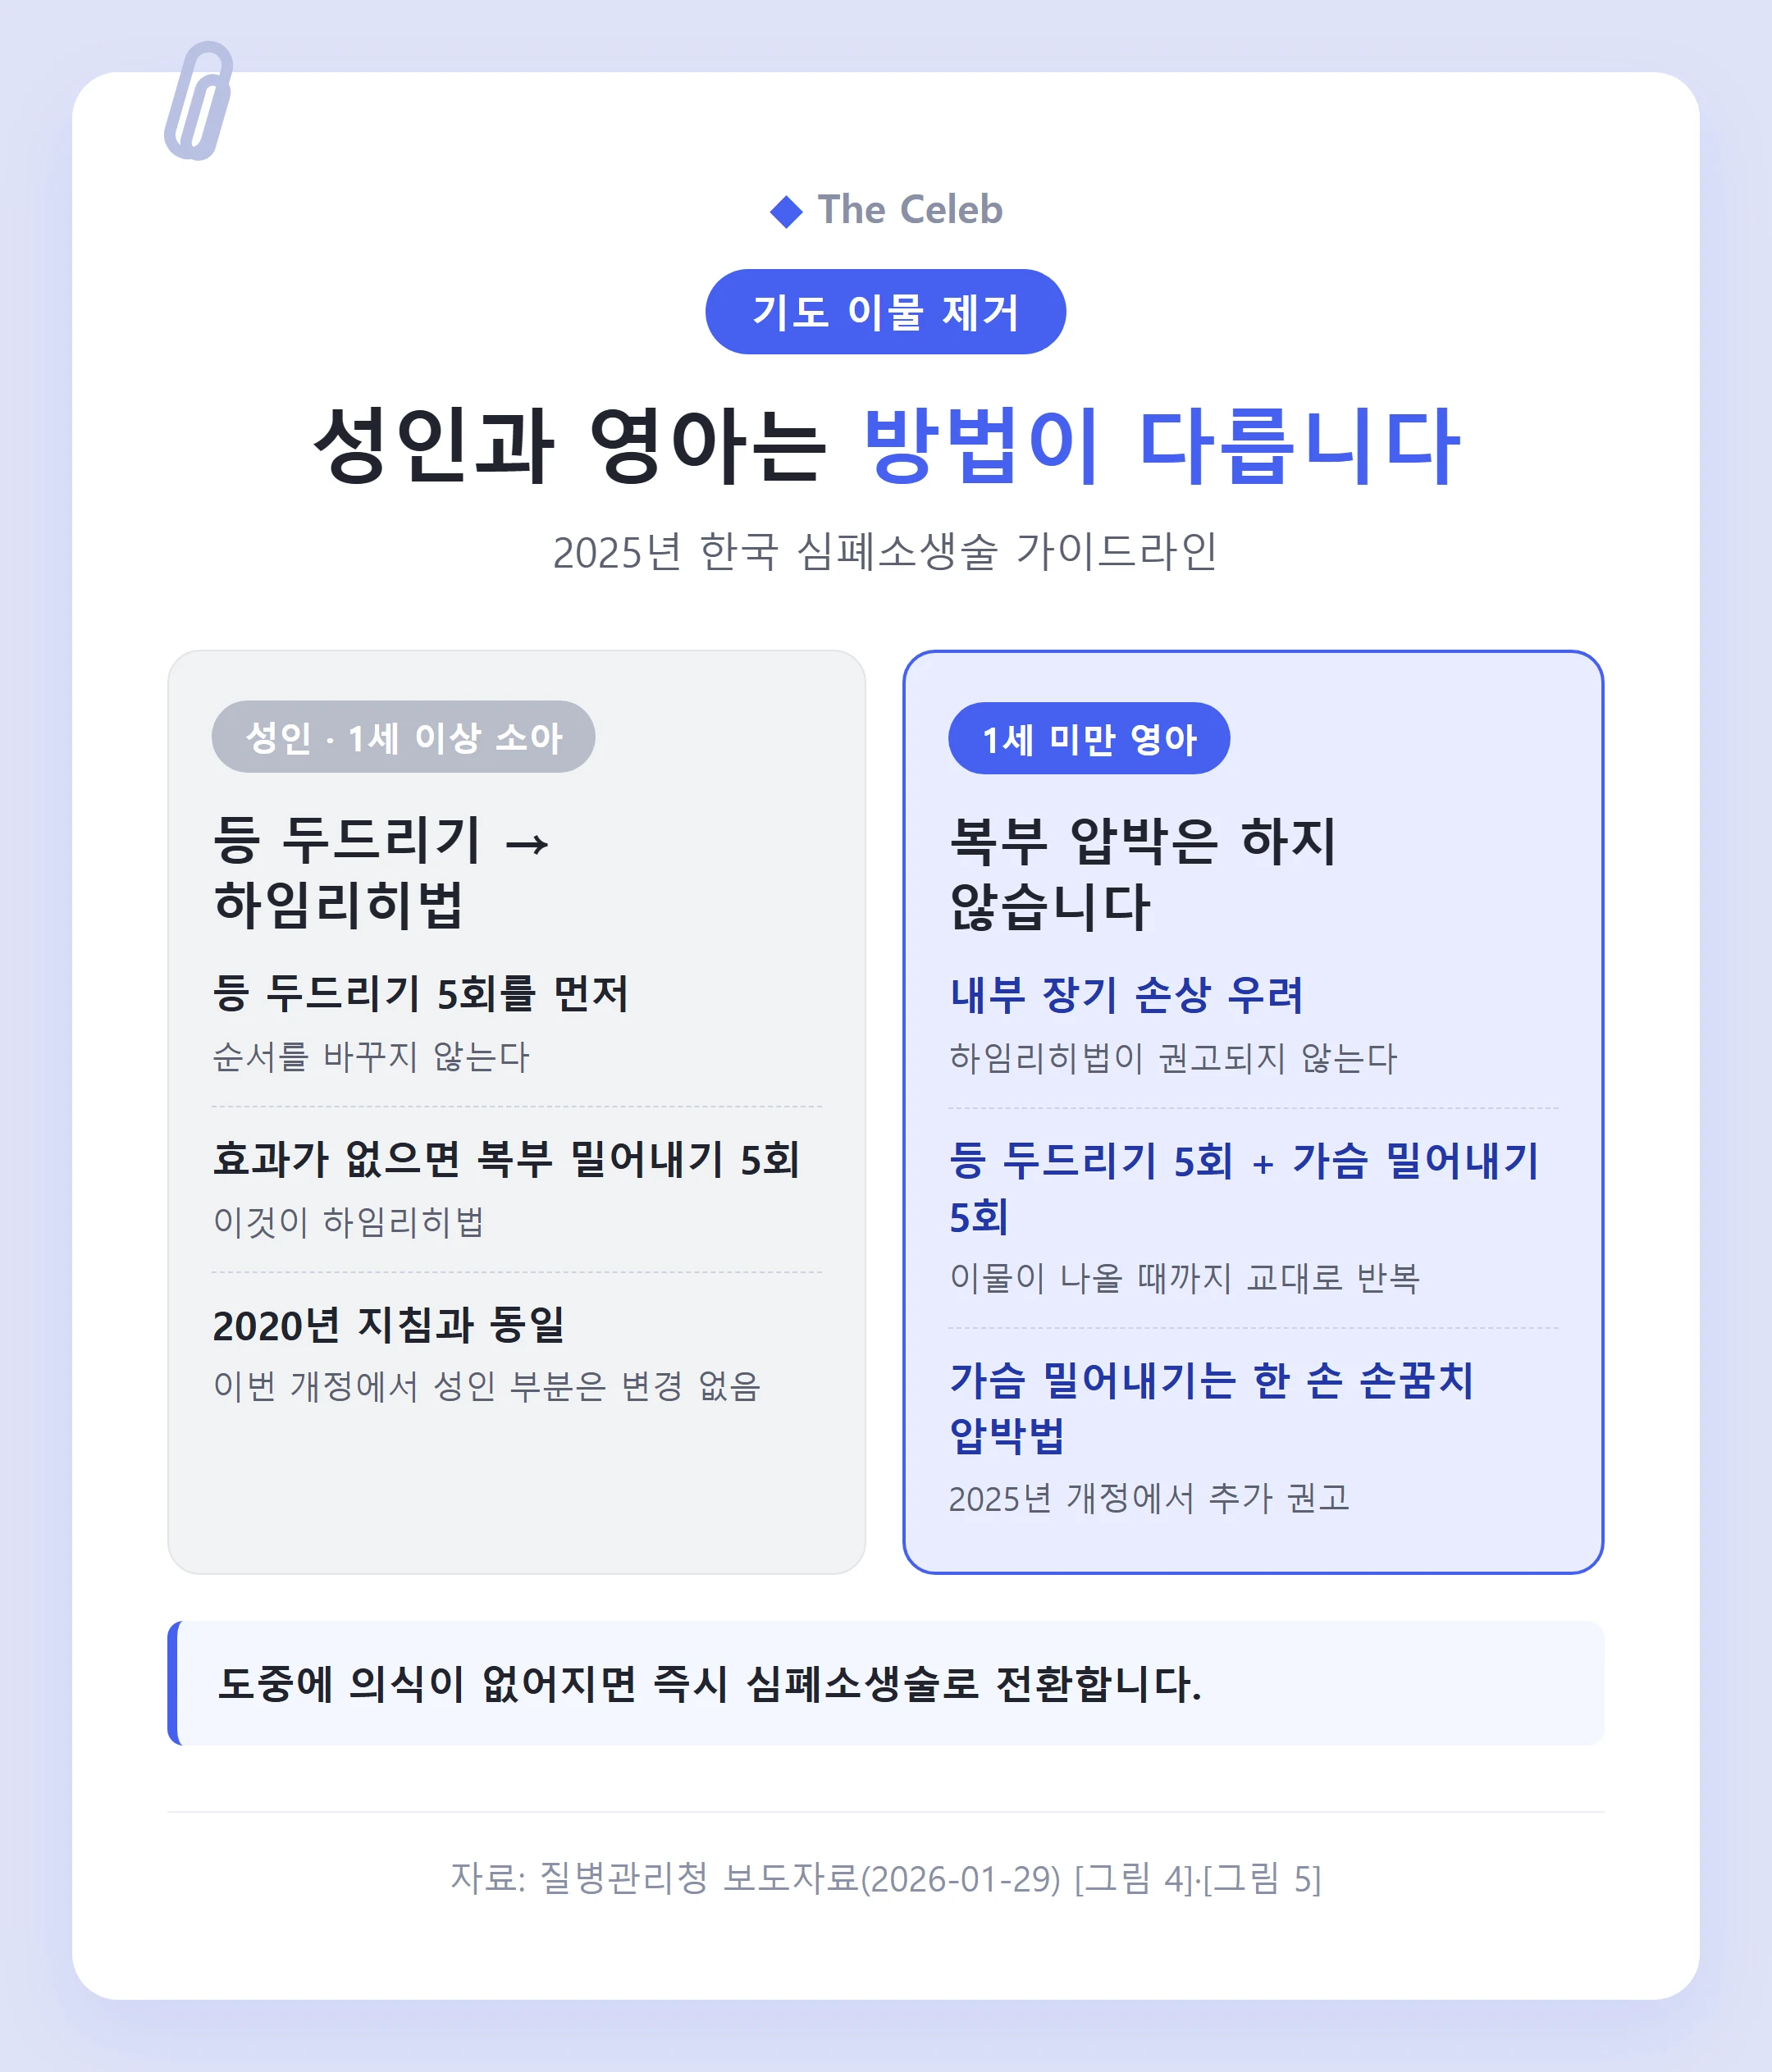 ◆ The Celeb
기도 이물 제거
성인과 영아는 방법이 다릅니다
2025년 한국 심폐소생술 가이드라인
성인 · 1세 이상 소아
등 두드리기 →
하임리히법
등 두드리기 5회를 먼저
순서를 바꾸지 않는다
효과가 없으면 복부 밀어내기 5회
이것이 하임리히법
2020년 지침과 동일
이번 개정에서 성인 부분은 변경 없음
1세 미만 영아
복부 압박은 하지
않습니다
내부 장기 손상 우려
하임리히법이 권고되지 않는다
등 두드리기 5회 + 가슴 밀어내기
5회
이물이 나올 때까지 교대로 반복
가슴 밀어내기는 한 손 손꿈치
압박법
2025년 개정에서 추가 권고
도중에 의식이 없어지면 즉시 심폐소생술로 전환합니다.
자료: 질병관리청 보도자료(2026-01-29) [그림 4]·[그림 5]